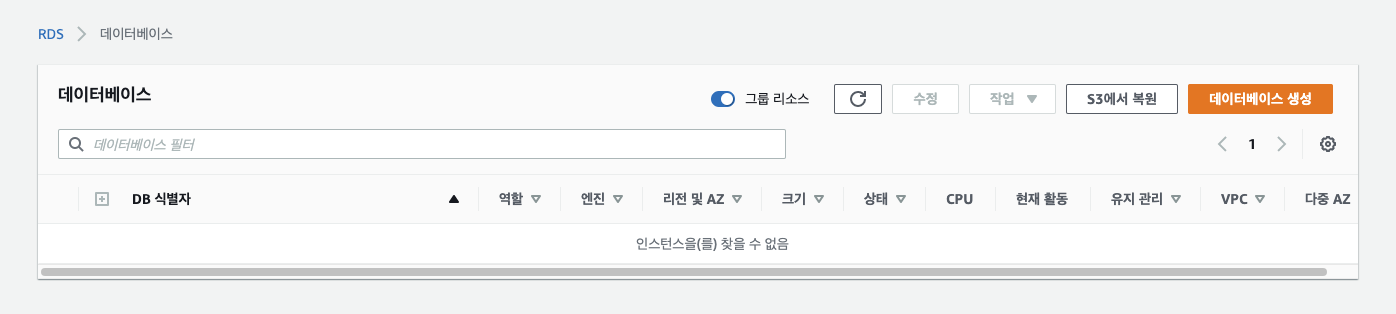 RDS 데이터베이스
데이터베이스 그룹 리소스 수정 작업 S3에서 복원 데이터베이스 생성
데이터베이스 필터 1
DB 식별자 역할 엔진 리전 및 AZ 크기 상태 CPU 현재 활동 유지 관리 VPC 다중 AZ
인스턴스을(를) 찾을 수 없음